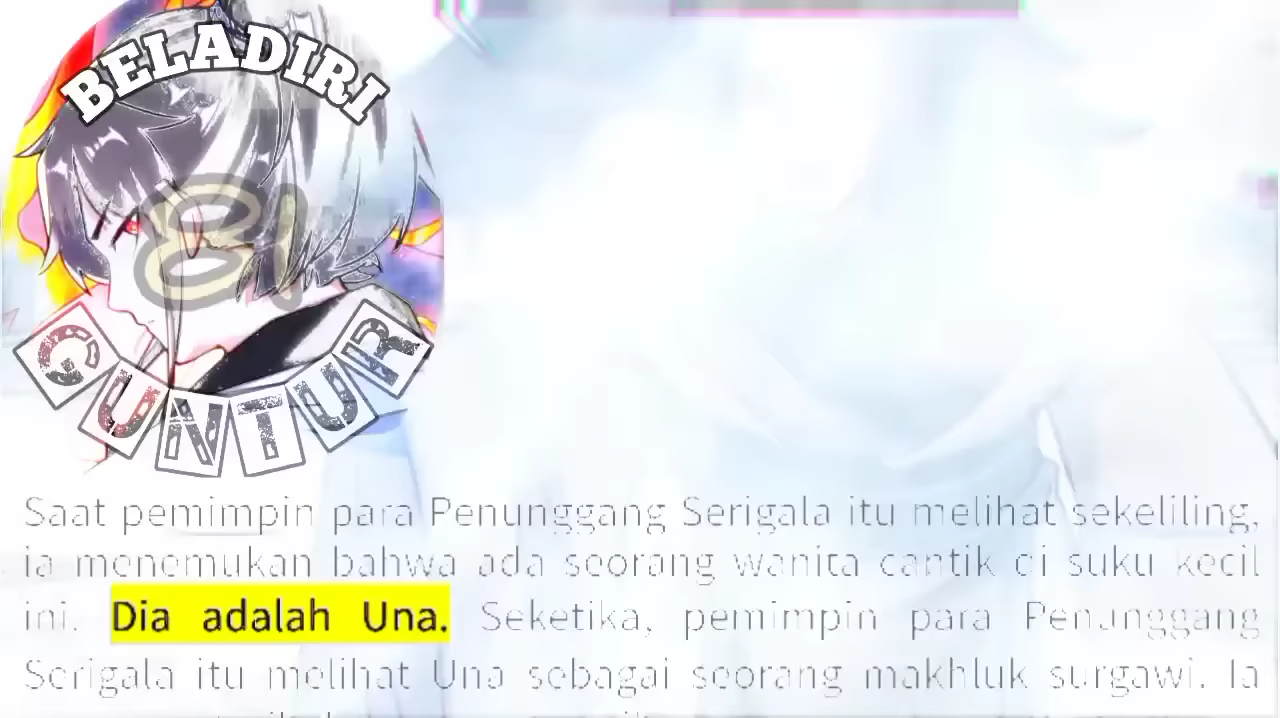 BELADIRI
GUNTUR
Saat pemimpin para Penunggang Serigala itu melihat sekeliling,
ia menemukan bahwa ada seorang wanita cantik di suku kecil
ini. Dia adalah Una. Seketika, pemimpin para Penunggang
Serigala itu melihat Una sebagai seorang makhluk surgawi. Ia